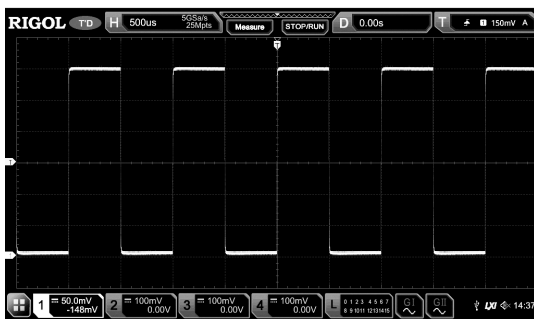 RIGOL T'D H 500us 5GSa/s 25Mpts Measure STOP/RUN D 0.00s T 1 150mV A
T
T
1 50.0mV -148mV 2 100mV 0.00V 3 100mV 0.00V 4 100mV 0.00V L 0 1 2 3 4 5 6 7 8 9 10 11 12 13 14 15 GI GII LXI 14:37